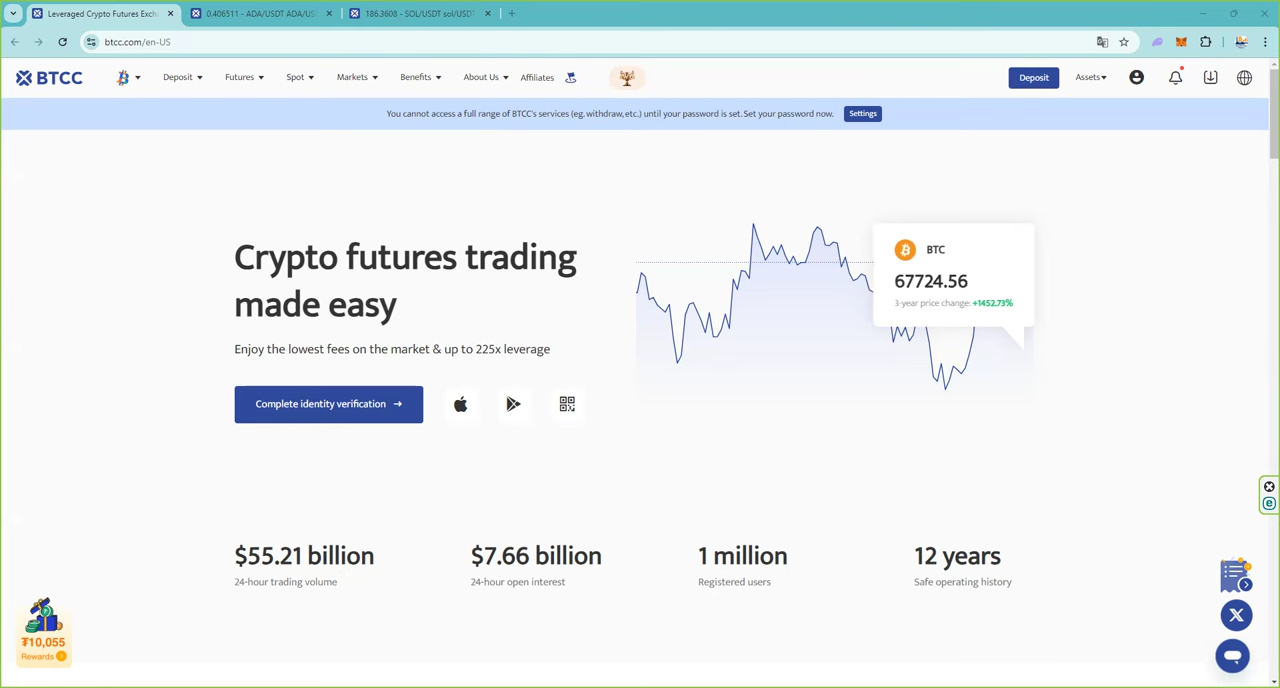 Leveraged Crypto Futures Exch
0.406511 - ADA/USDT ADA/US
186.3608 - SOL/USDT sol/USDT
btcc.com/en-US
BTCC
Deposit
Futures
Spot
Markets
Benefits
About Us
Affiliates
Deposit
Assets
You cannot access a full range of BTCC's services (eg. withdraw, etc.) until your password is set. Set your password now.
Settings
Crypto futures trading
made easy
Enjoy the lowest fees on the market & up to 225x leverage
Complete identity verification →
BTC
67724.56
3-year price change: +1452.73%
$55.21 billion
24-hour trading volume
$7.66 billion
24-hour open interest
1 million
Registered users
12 years
Safe operating history
₮10,055
Rewards